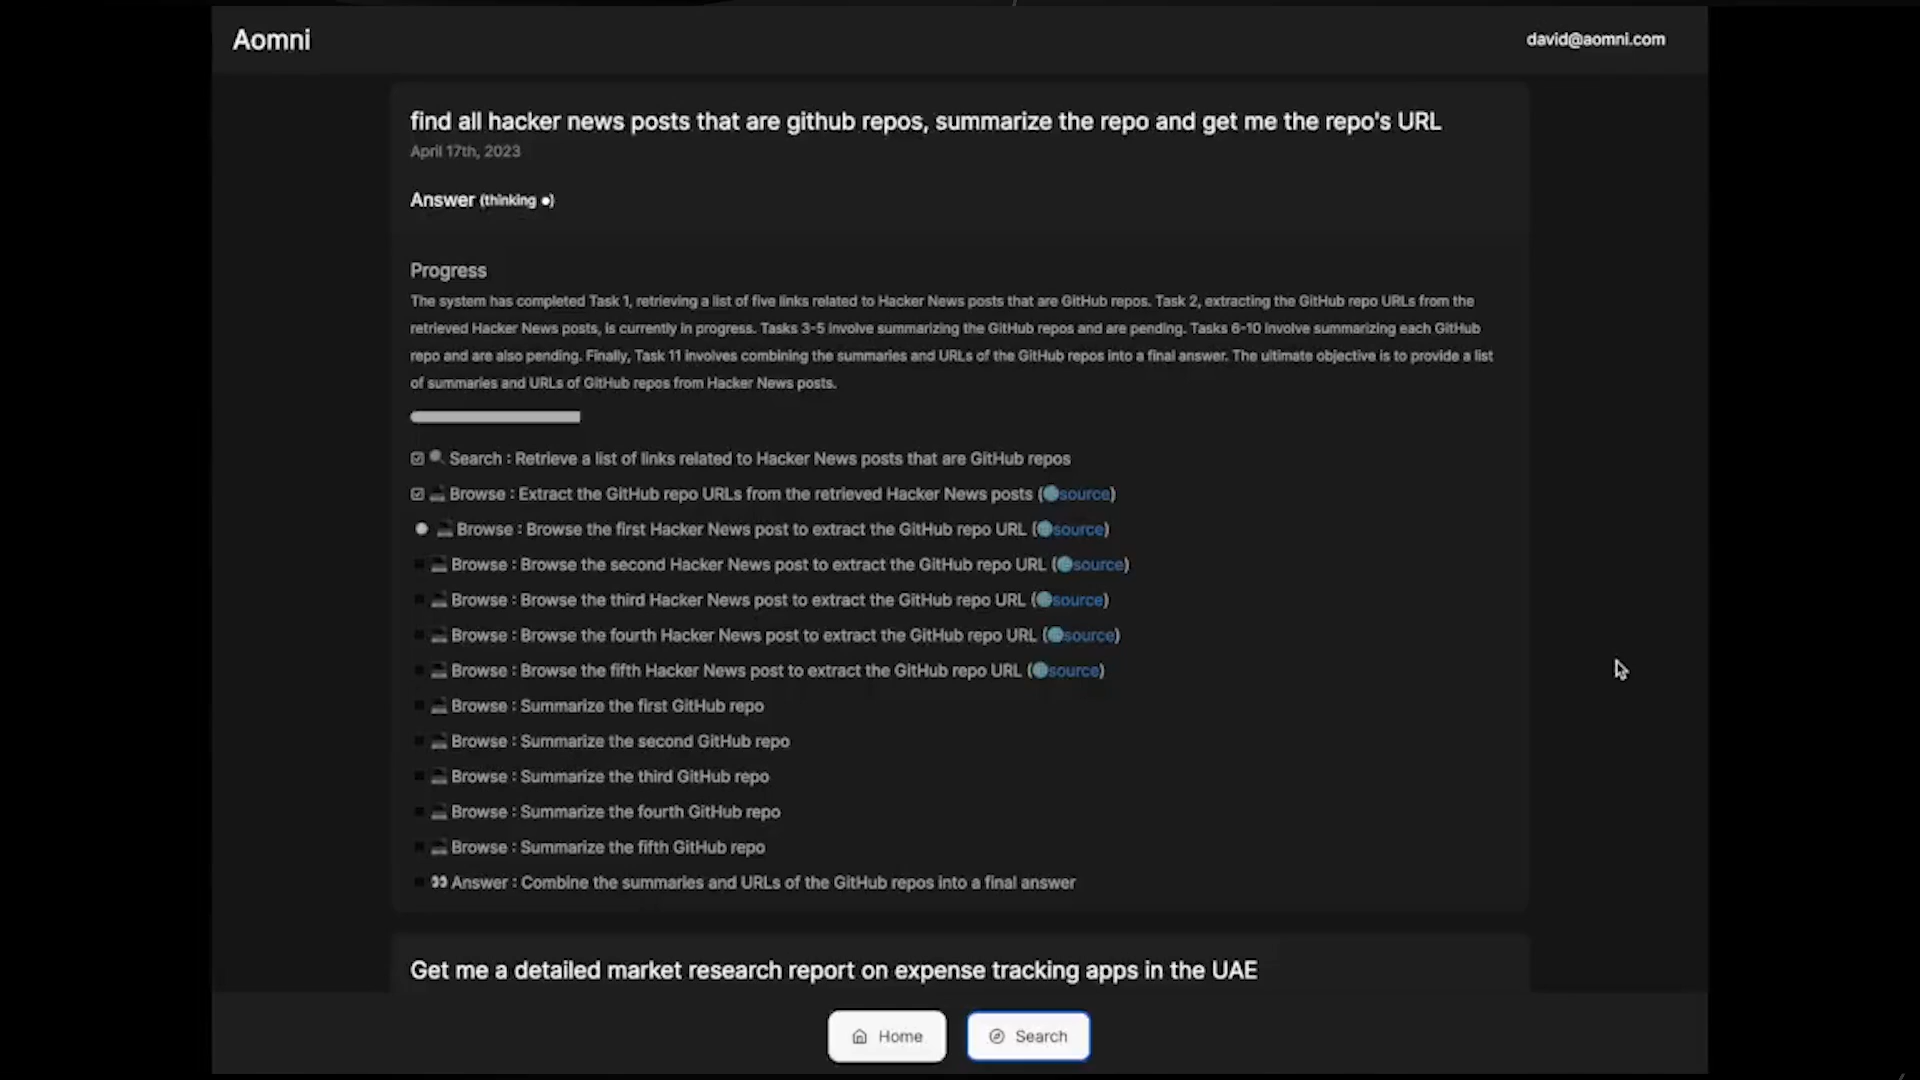 Aomni
david@aomni.com
find all hacker news posts that are github repos, summarize the repo and get me the repo's URL
April 17th, 2023
Answer (thinking ●)
Progress
The system has completed Task 1, retrieving a list of five links related to Hacker News posts that are GitHub repos. Task 2, extracting the GitHub repo URLs from the
retrieved Hacker News posts, is currently in progress. Tasks 3-5 involve summarizing the GitHub repos and are pending. Tasks 6-10 involve summarizing each GitHub
repo and are also pending. Finally, Task 11 involves combining the summaries and URLs of the GitHub repos into a final answer. The ultimate objective is to provide a list
of summaries and URLs of GitHub repos from Hacker News posts.
Search : Retrieve a list of links related to Hacker News posts that are GitHub repos
Browse : Extract the GitHub repo URLs from the retrieved Hacker News posts (source)
Browse : Browse the first Hacker News post to extract the GitHub repo URL (source)
Browse : Browse the second Hacker News post to extract the GitHub repo URL (source)
Browse : Browse the third Hacker News post to extract the GitHub repo URL (source)
Browse : Browse the fourth Hacker News post to extract the GitHub repo URL (source)
Browse : Browse the fifth Hacker News post to extract the GitHub repo URL (source)
Browse : Summarize the first GitHub repo
Browse : Summarize the second GitHub repo
Browse : Summarize the third GitHub repo
Browse : Summarize the fourth GitHub repo
Browse : Summarize the fifth GitHub repo
Answer : Combine the summaries and URLs of the GitHub repos into a final answer
Get me a detailed market research report on expense tracking apps in the UAE
Home
Search